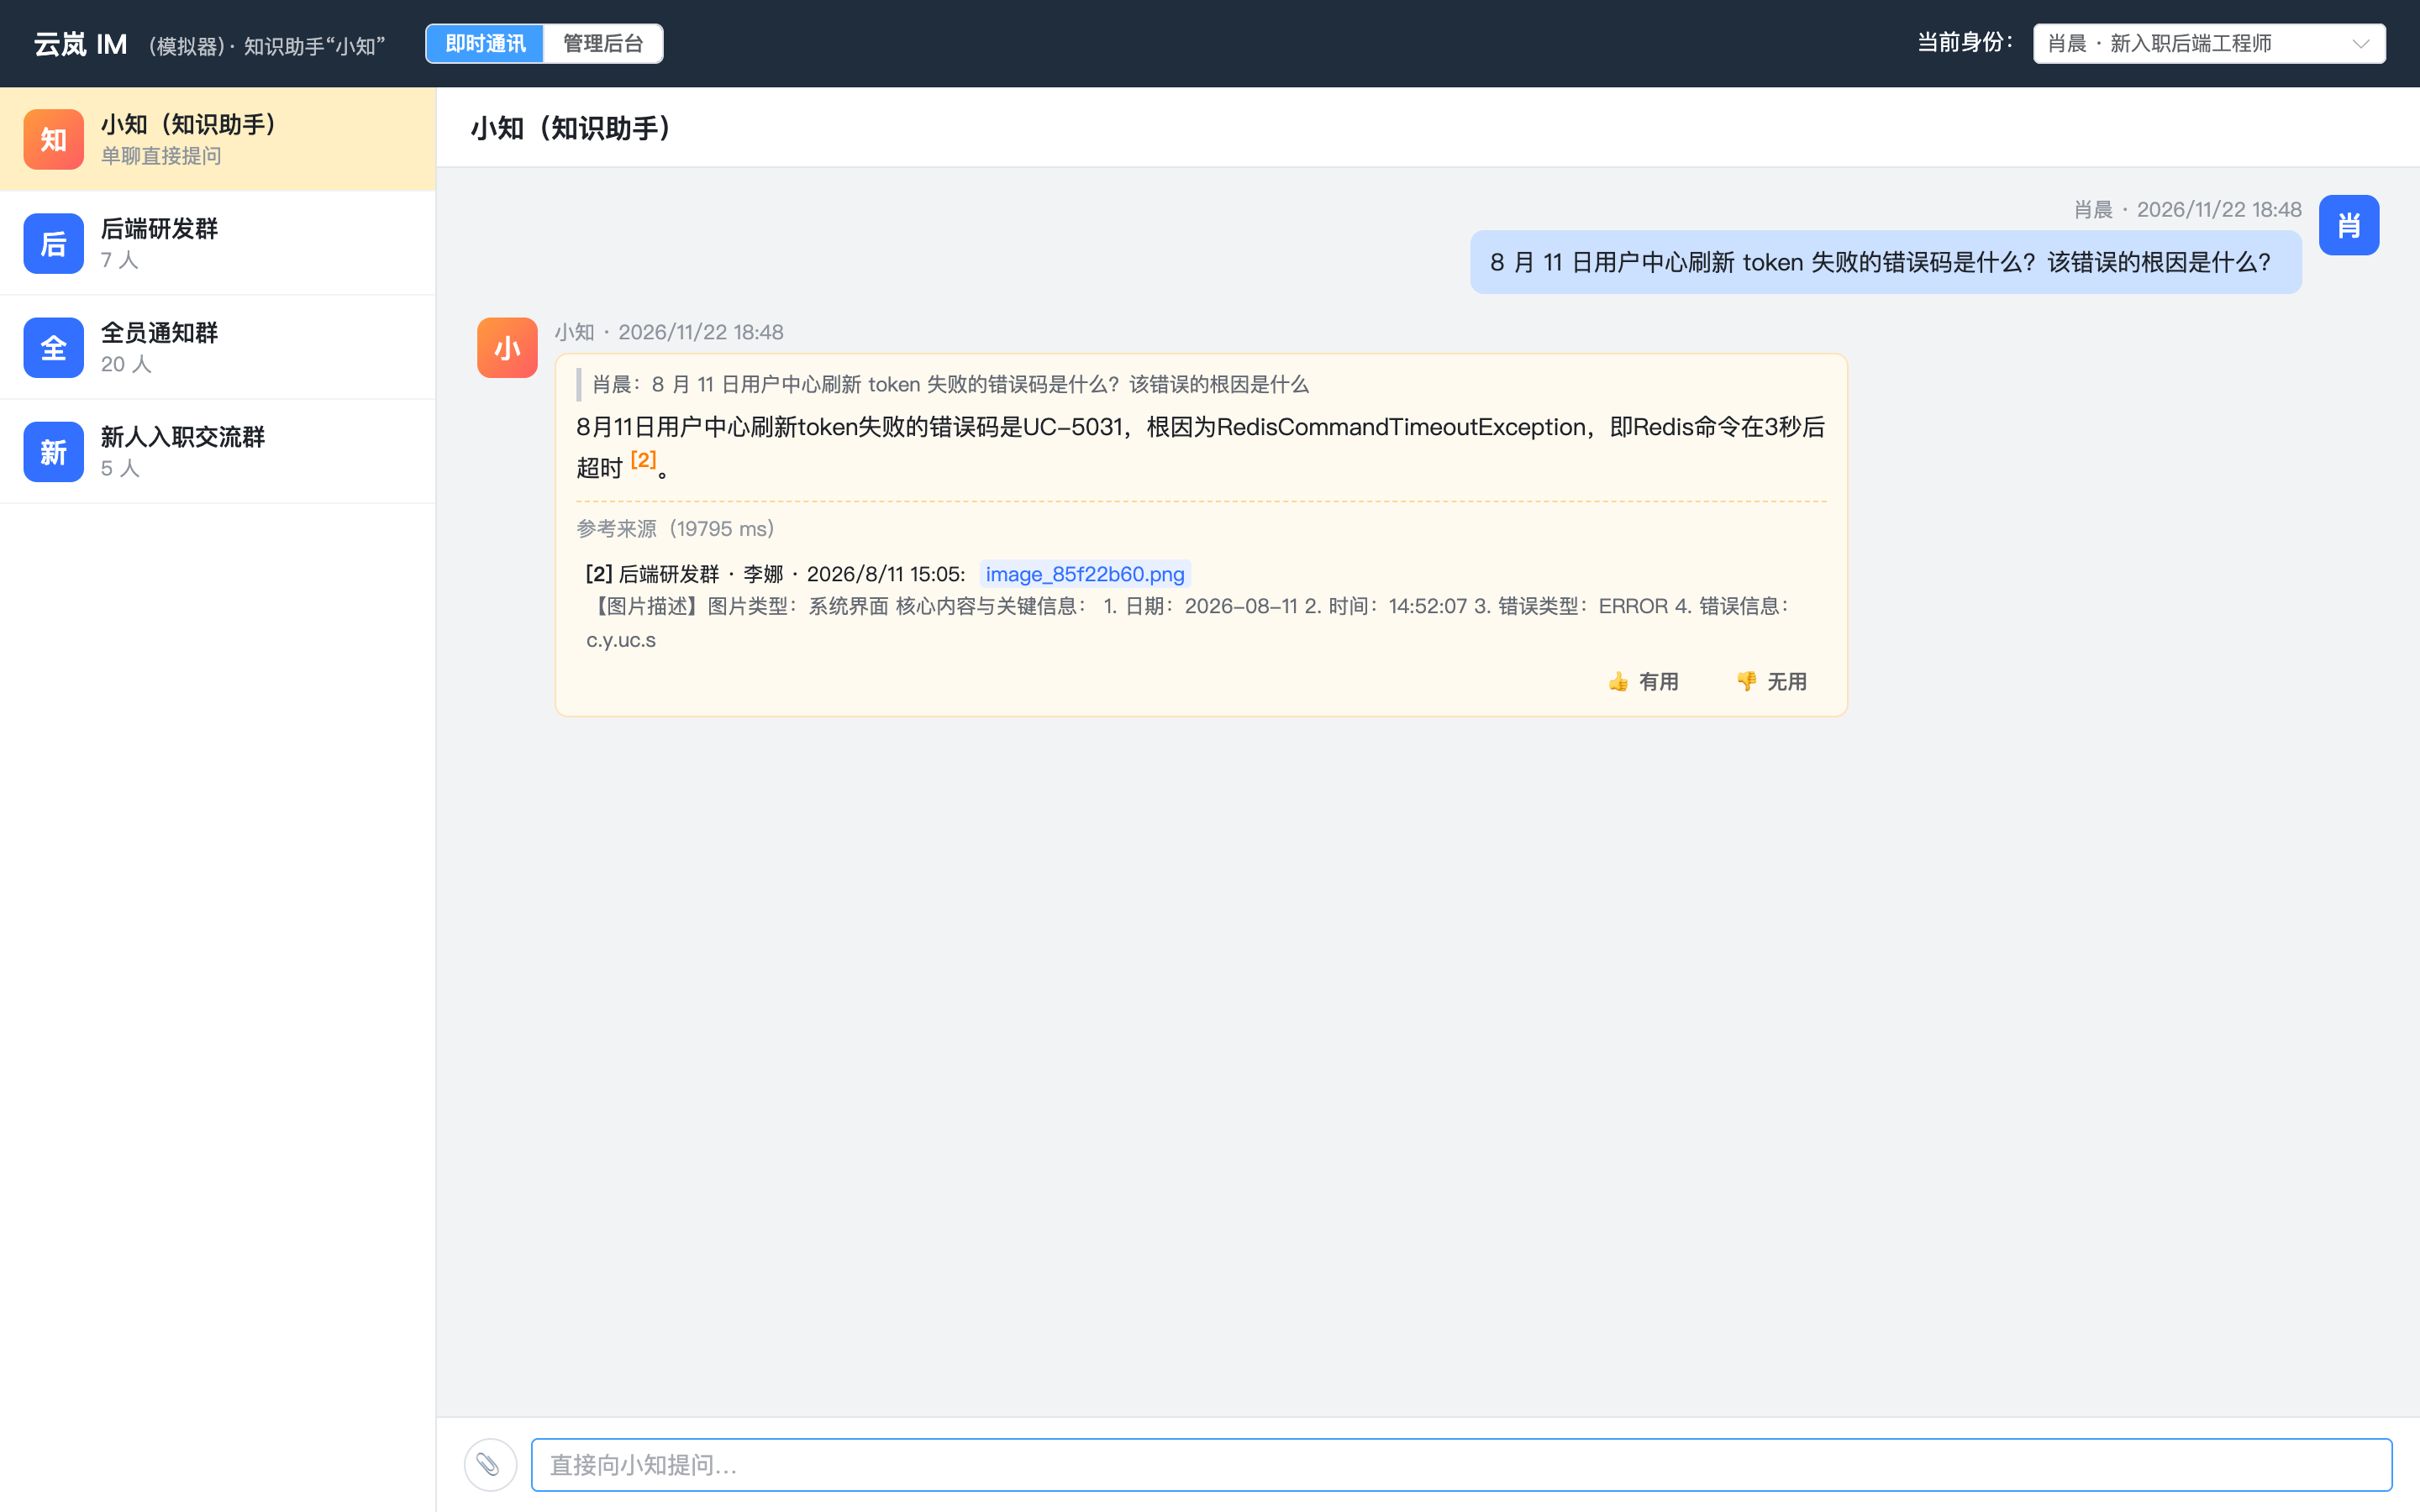 云岚 IM (模拟器) · 知识助手“小知” 即时通讯 管理后台 当前身份： 肖晨 · 新入职后端工程师
知 小知（知识助手）
单聊直接提问
后 后端研发群
7 人
全 全员通知群
20 人
新 新人入职交流群
5 人
小知（知识助手）
肖晨 · 2026/11/22 18:48
肖
8 月 11 日用户中心刷新 token 失败的错误码是什么？该错误的根因是什么？
小 小知 · 2026/11/22 18:48
肖晨：8 月 11 日用户中心刷新 token 失败的错误码是什么？该错误的根因是什么
8月11日用户中心刷新token失败的错误码是UC-5031，根因为RedisCommandTimeoutException，即Redis命令在3秒后
超时 [2]。
参考来源（19795 ms）
[2] 后端研发群 · 李娜 · 2026/8/11 15:05: image_85f22b60.png
【图片描述】图片类型：系统界面 核心内容与关键信息： 1. 日期：2026-08-11 2. 时间：14:52:07 3. 错误类型：ERROR 4. 错误信息：
c.y.uc.s
👍 有用 👎 无用
直接向小知提问...